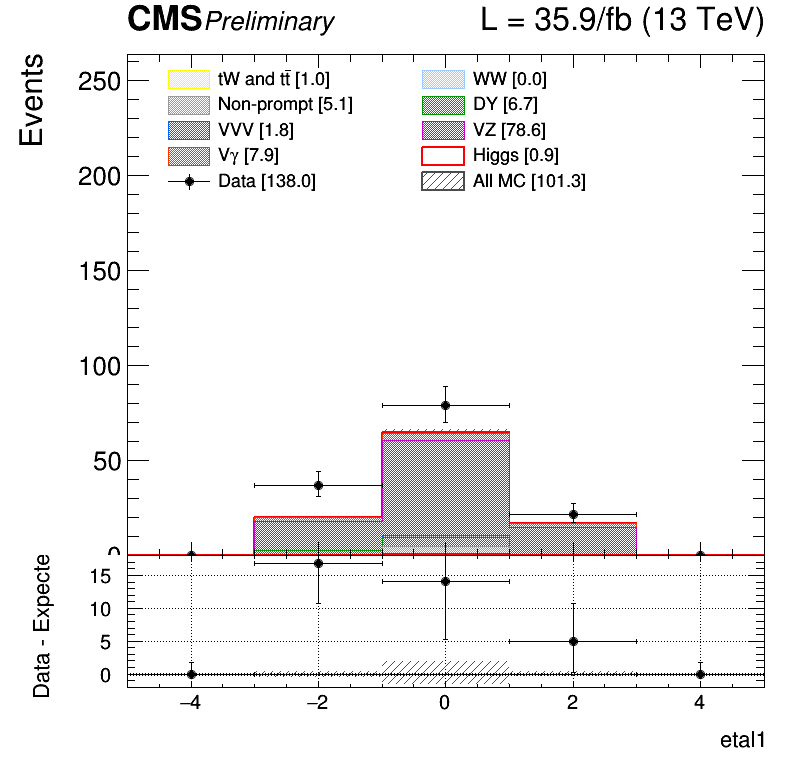 CMS Preliminary L = 35.9/fb (13 TeV)
Events
250
200
150
100
50
0
tW and tt̄ [1.0]
Non-prompt [5.1]
VVV [1.8]
Vγ [7.9]
Data [138.0]
WW [0.0]
DY [6.7]
VZ [78.6]
Higgs [0.9]
All MC [101.3]
Data - Expecte
15
10
5
0
−4 −2 0 2 4
etal1